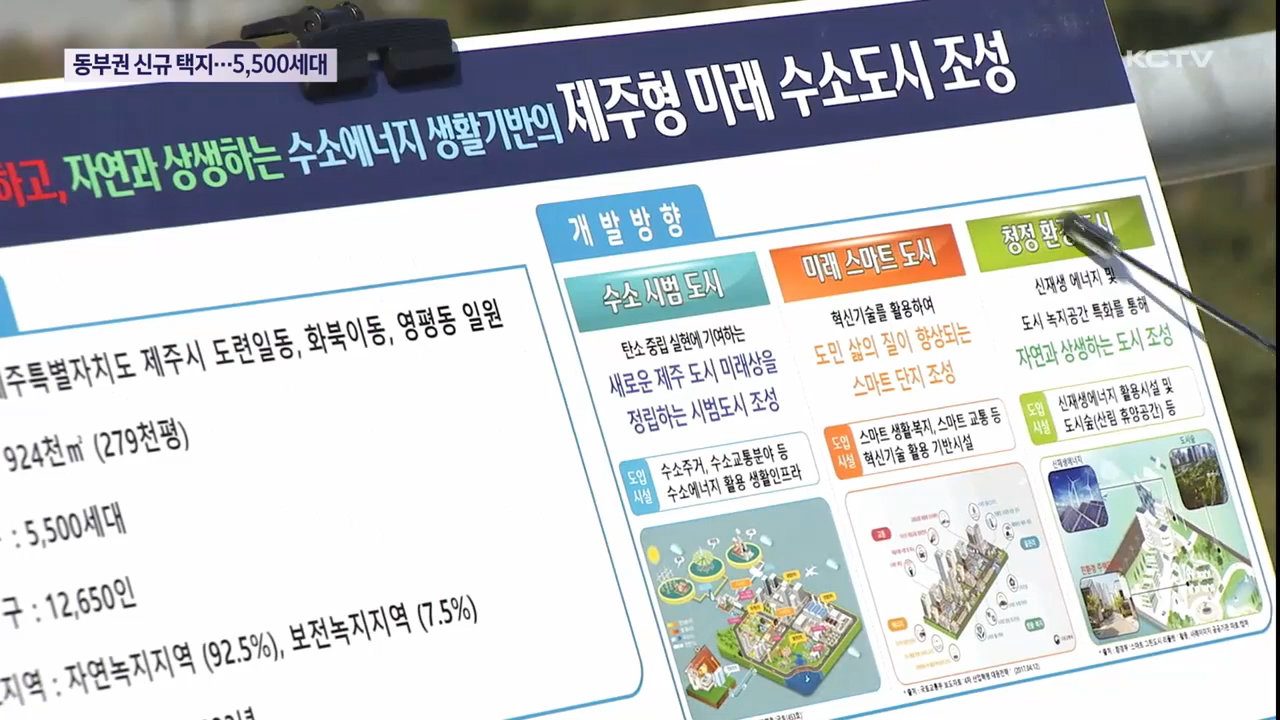 동부권 신규 택지…5,500세대
KCTV
하고, 자연과 상생하는 수소에너지 생활기반의 제주형 미래 수소도시 조성
주특별자치도 제주시 도련일동, 화북이동, 영평동 일원
924천㎡ (279천평)
: 5,500세대
구 : 12,650인
지역 : 자연녹지지역 (92.5%), 보전녹지지역 (7.5%)
개발방향
수소 시범 도시
탄소 중립 실현에 기여하는
새로운 제주 도시 미래상을
정립하는 시범도시 조성
도입
시설
수소주거, 수소교통분야 등
수소에너지 활용 생활인프라
미래 스마트 도시
혁신기술를 활용하여
도민 삶의 질이 향상되는
스마트 단지 조성
도입
시설
스마트 생활·복지, 스마트 교통 등
혁신기술 활용 기반시설
교통
청정 환경도시
신재생 에너지 및
도시 녹지공간 특화를 통해
자연과 상생하는 도시 조성
도입
시설
신재생에너지 활용시설 및
도시숲(산림 휴양공간) 등
신재생에너지
도시숲